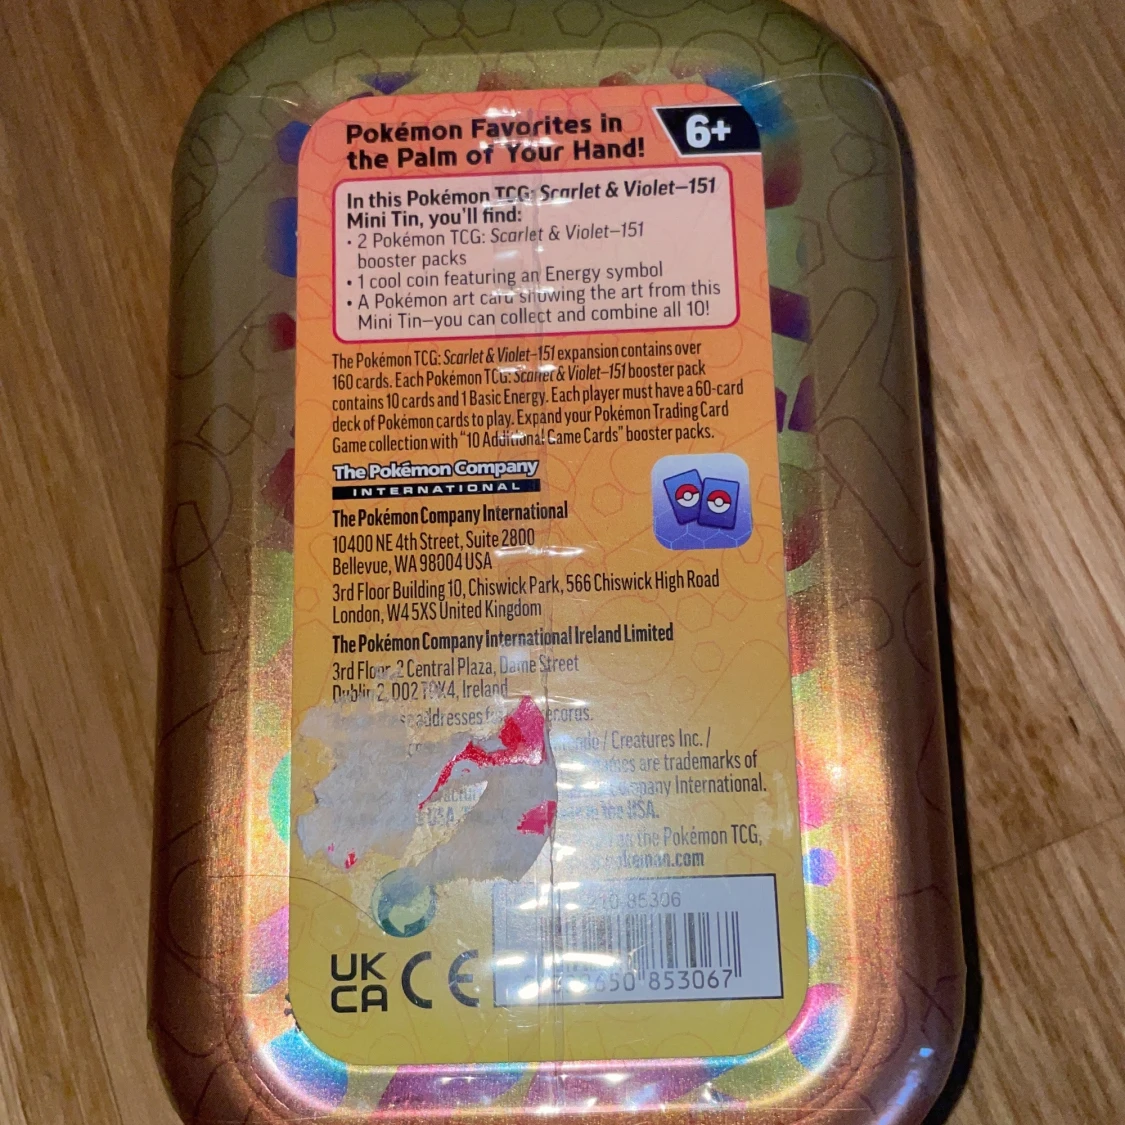 Pokémon Favorites in
the Palm of Your Hand!
6+
In this Pokémon TCG: Scarlet & Violet–151
Mini Tin, you'll find:
• 2 Pokémon TCG: Scarlet & Violet–151
booster packs
• 1 cool coin featuring an Energy symbol
• A Pokémon art card showing the art from this
Mini Tin—you can collect and combine all 10!
The Pokémon TCG: Scarlet & Violet–151 expansion contains over
160 cards. Each Pokémon TCG: Scarlet & Violet–151 booster pack
contains 10 cards and 1 Basic Energy. Each player must have a 60-card
deck of Pokémon cards to play. Expand your Pokémon Trading Card
Game collection with "10 Additional Game Cards" booster packs.
The Pokémon Company
INTERNATIONAL
The Pokémon Company International
10400 NE 4th Street, Suite 2800
Bellevue, WA 98004 USA
3rd Floor Building 10, Chiswick Park, 566 Chiswick High Road
London, W4 5XS United Kingdom
The Pokémon Company International Ireland Limited
3rd Floor, 2 Central Plaza, Dame Street
Dublin 2, D02 T0X4, Ireland
addresses
/ Creatures Inc. /
are trademarks of
International.
in the USA.
the Pokémon TCG,
85306
UK
CA CE
650 853067